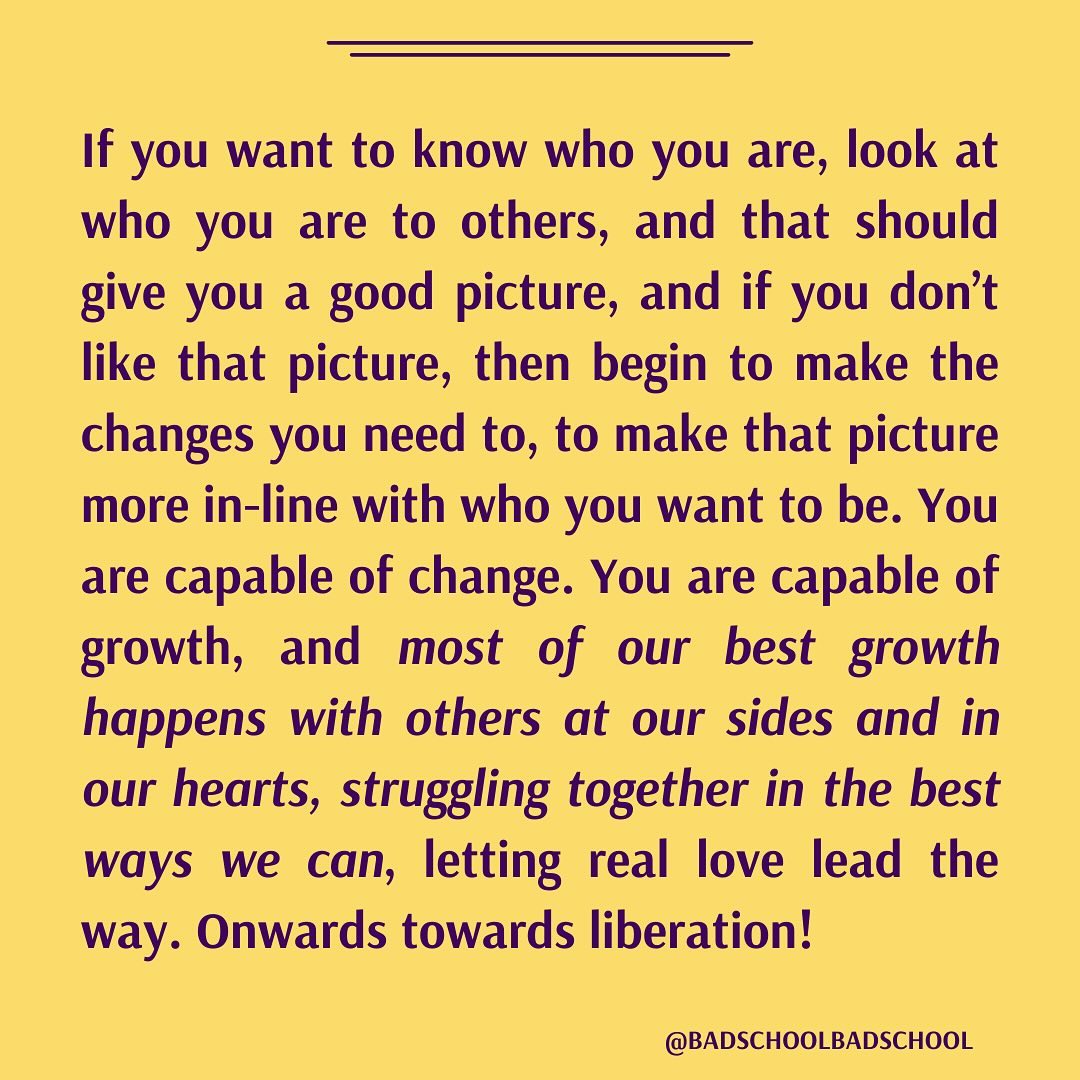 If you want to know who you are, look at
who you are to others, and that should
give you a good picture, and if you don’t
like that picture, then begin to make the
changes you need to, to make that picture
more in-line with who you want to be. You
are capable of change. You are capable of
growth, and most of our best growth
happens with others at our sides and in
our hearts, struggling together in the best
ways we can, letting real love lead the
way. Onwards towards liberation!
@BADSCHOOLBADSCHOOL